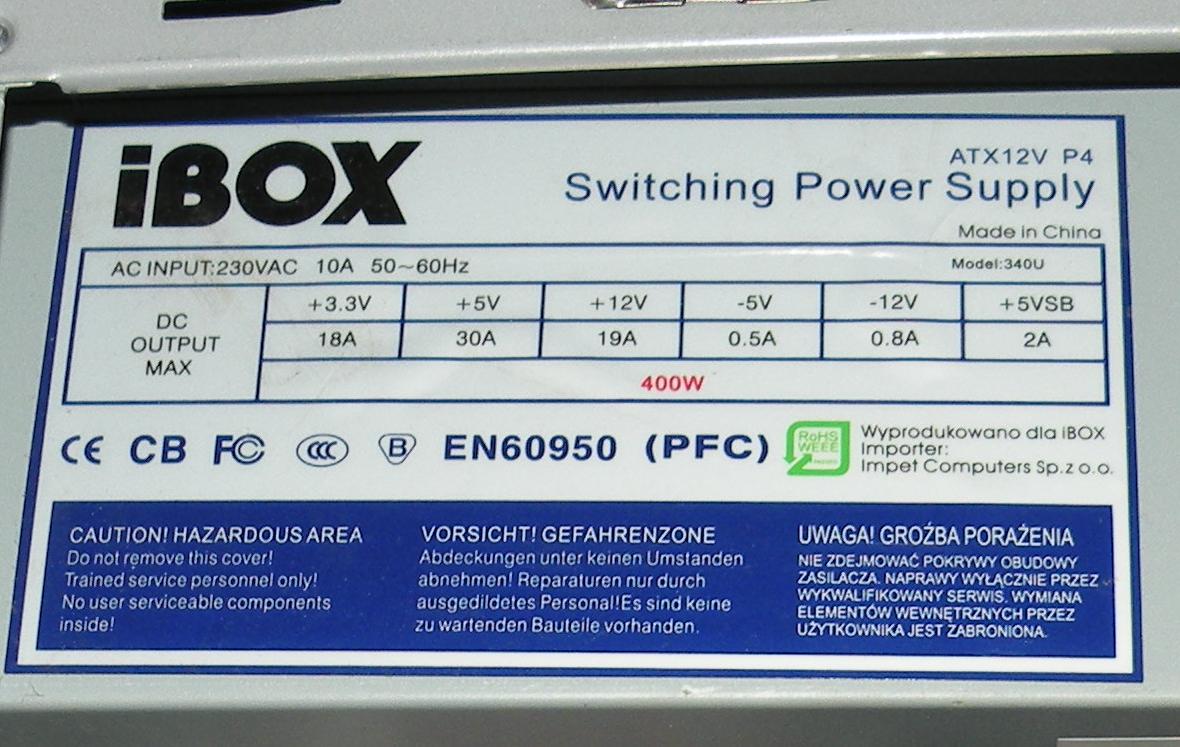 iBOX
ATX12V P4
Switching Power Supply
Made in China
AC INPUT:230VAC 10A 50~60Hz Model:340U
DC OUTPUT MAX
+3.3V +5V +12V -5V -12V +5VSB
18A 30A 19A 0.5A 0.8A 2A
400W
CE CB FC CCC B EN60950 (PFC)
RoHS
WEEE
Wyprodukowano dla iBOX
Importer:
Impet Computers Sp.z o.o.
CAUTION! HAZARDOUS AREA
Do not remove this cover!
Trained service personnel only!
No user serviceable components
inside!
VORSICHT! GEFAHRENZONE
Abdeckungen unter keinen Umstanden
abnehmen! Reparaturen nur durch
ausgedildetes Personal!Es sind keine
zu wartenden Bauteile vorhanden.
UWAGA! GROŹBA PORAŻENIA
NIE ZDEJMOWAĆ POKRYWY OBUDOWY
ZASILACZA. NAPRAWY WYŁĄCZNIE PRZEZ
WYKWALIFIKOWANY SERWIS. WYMIANA
ELEMENTÓW WEWNĘTRZNYCH PRZEZ
UŻYTKOWNIKA JEST ZABRONIONA.